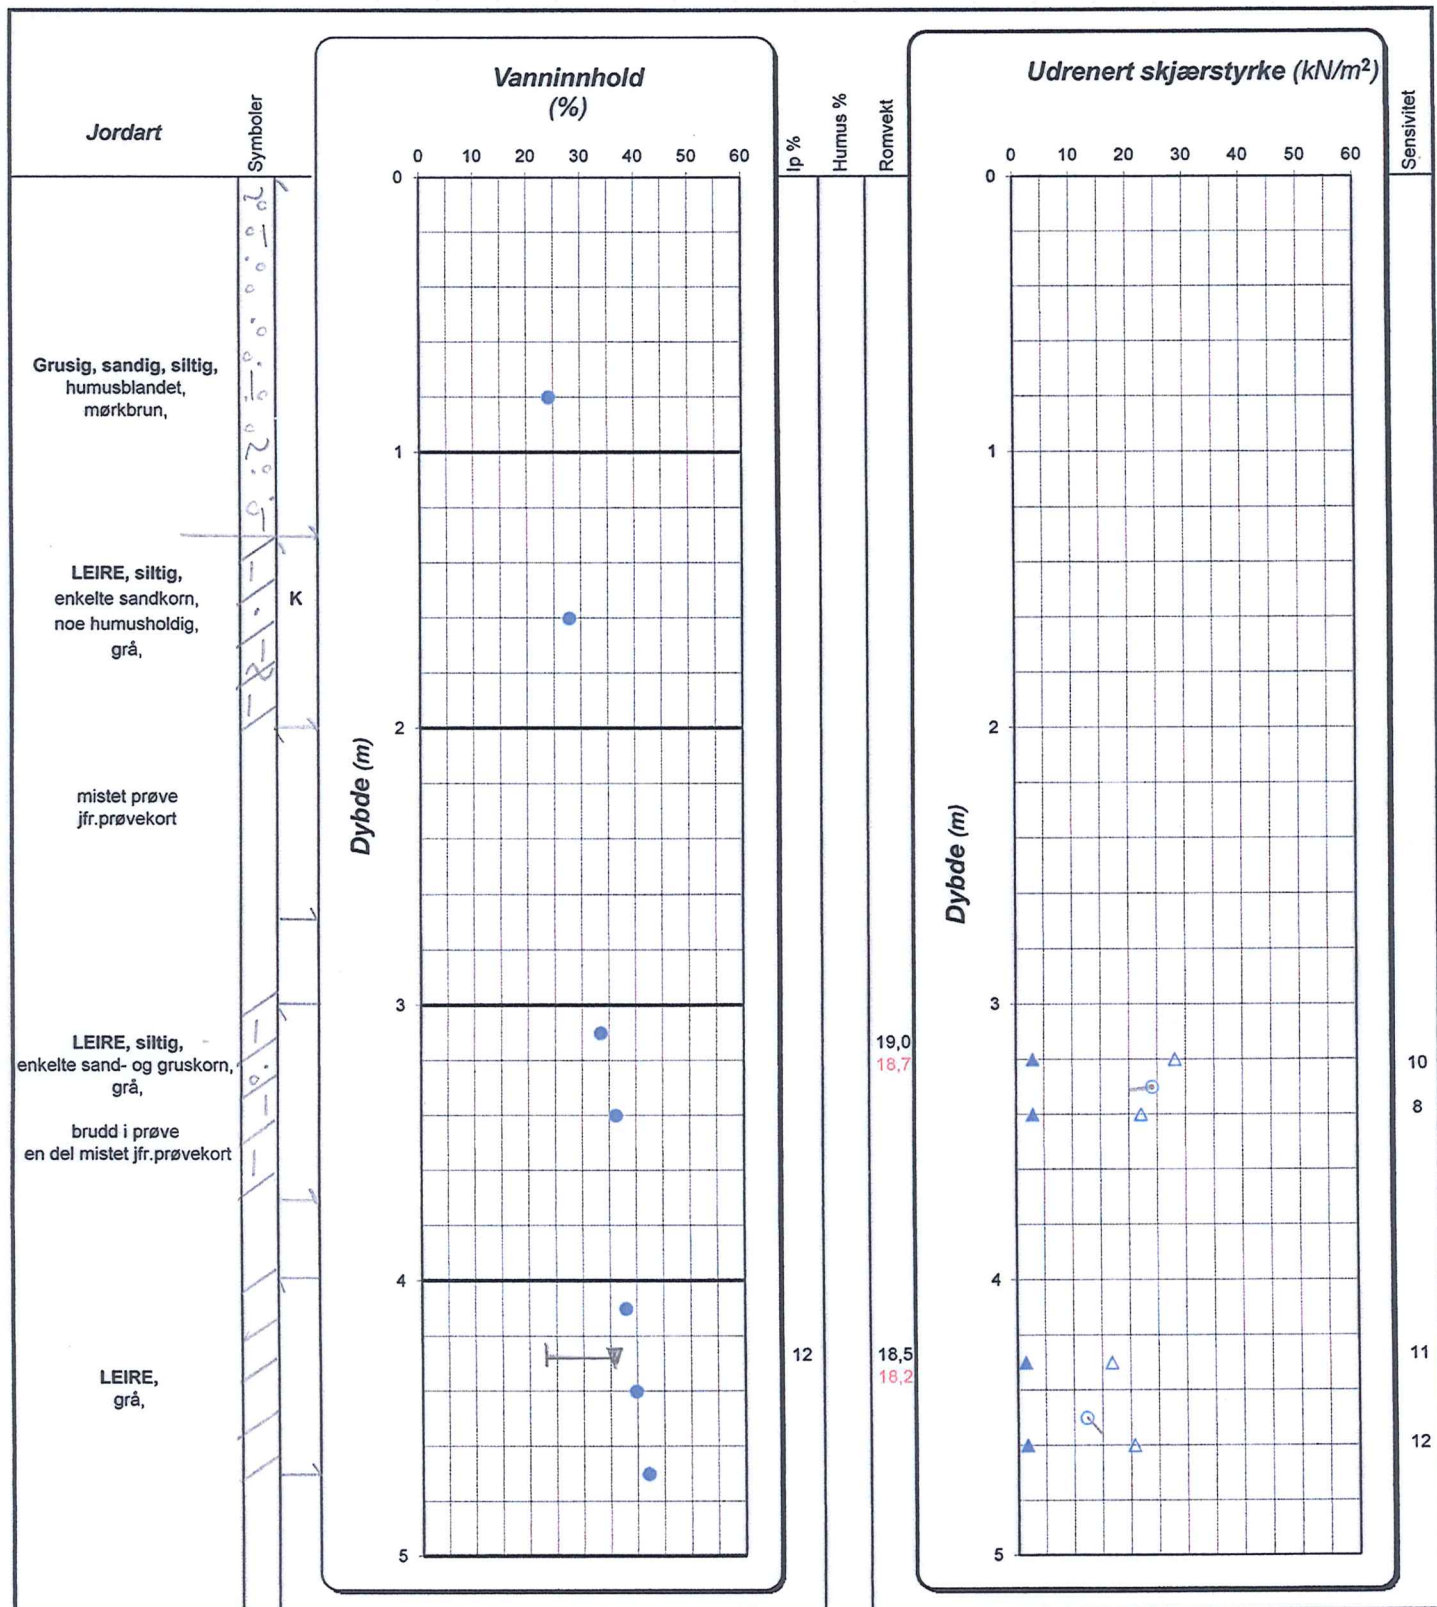 Jordart
Symboler
Vanninnhold
(%)
0 10 20 30 40 50 60
Ip %
Humus %
Romvekt
Udrenert skjærstyrke (kN/m²)
0 10 20 30 40 50 60
Sensivitet
Grusig, sandig, siltig,
humusblandet,
mørkbrun,
LEIRE, siltig,
enkelte sandkorn,
noe humusholdig,
grå,
K
mistet prøve
jfr.prøvekort
LEIRE, siltig,
enkelte sand- og gruskorn,
grå,
brudd i prøve
en del mistet jfr.prøvekort
LEIRE,
grå,
Dybde (m)
0
1
2
3
4
5
12
19,0
18,7
18,5
18,2
Dybde (m)
0
1
2
3
4
5
10
8
11
12